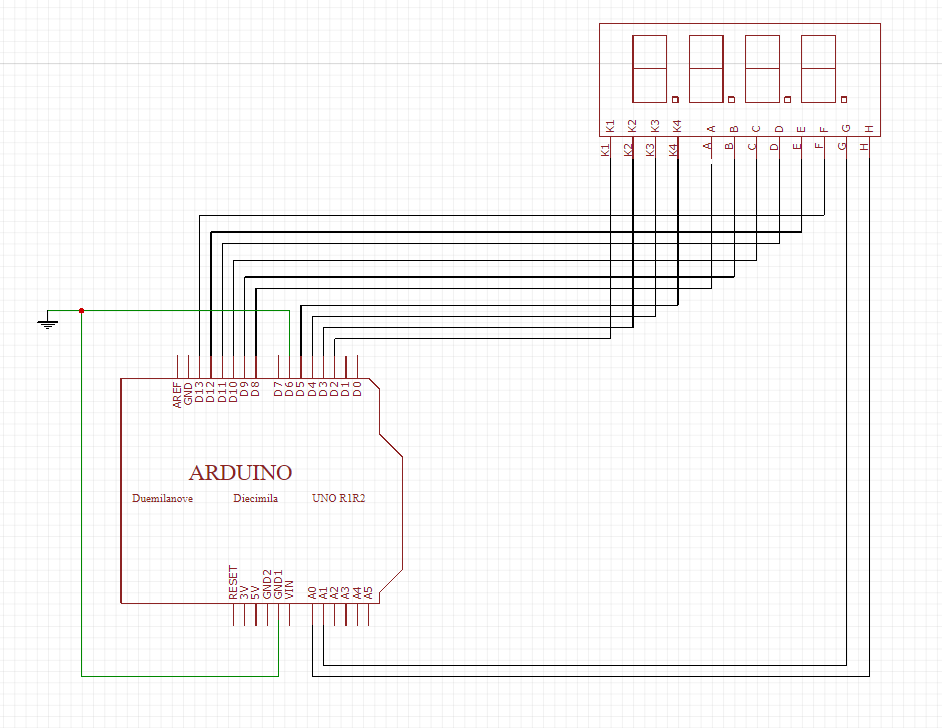 K1 K2 K3 K4 A B C D E F G H
K1 K2 K3 K4 A B C D E F G H
AREF GND D13 D12 D11 D10 D9 D8 D7 D6 D5 D4 D3 D2 D1 D0
ARDUINO
Duemilanove Diecimila UNO R1R2
RESET 3V 5V GND2 GND1 VIN A0 A1 A2 A3 A4 A5